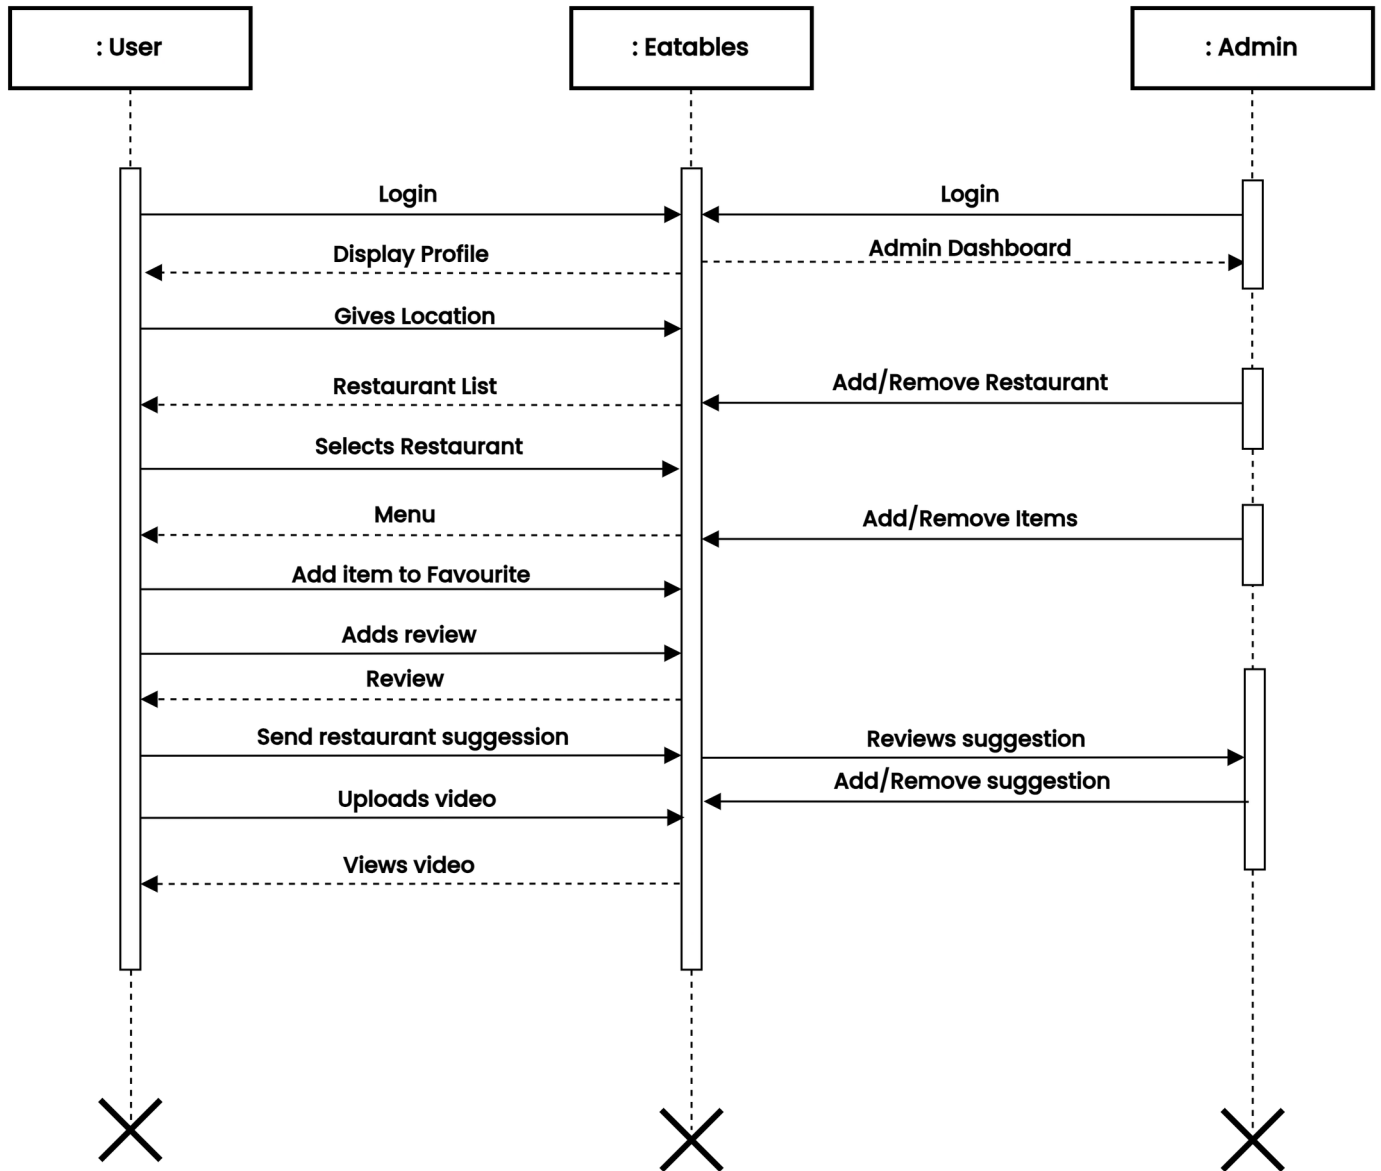 : User
: Eatables
: Admin
Login
Login
Display Profile
Admin Dashboard
Gives Location
Restaurant List
Add/Remove Restaurant
Selects Restaurant
Menu
Add/Remove Items
Add item to Favourite
Adds review
Review
Send restaurant suggession
Reviews suggestion
Add/Remove suggestion
Uploads video
Views video